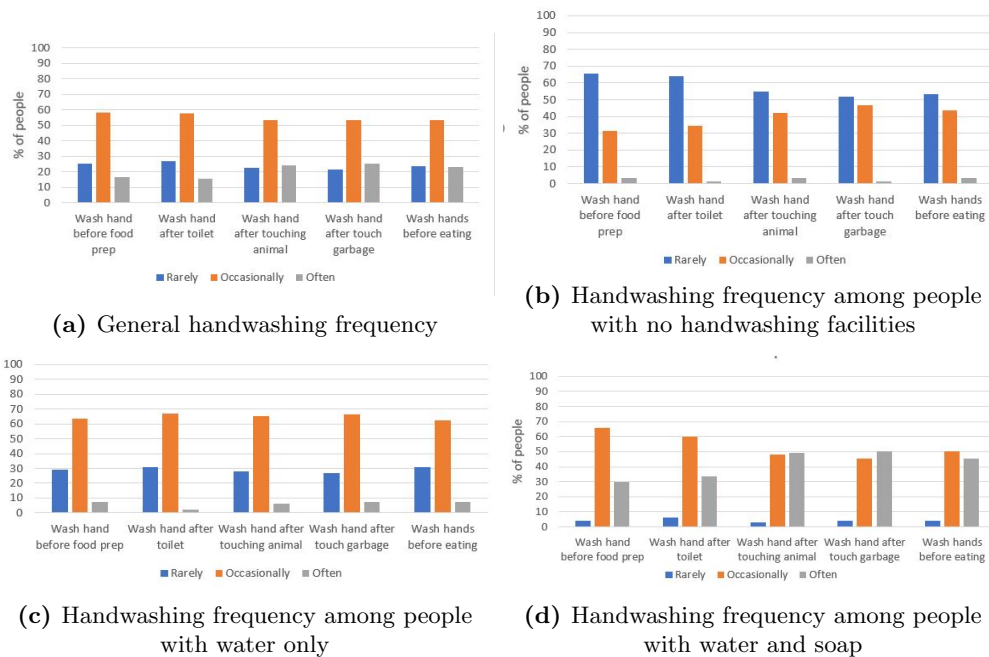 100
90
80
70
60
50
40
30
20
10
0
% of people
Wash hand before food prep
Wash hand after toilet
Wash hand after touching animal
Wash hand after touch garbage
Wash hands before eating
Rarely Occasionally Often
(a) General handwashing frequency
100
90
80
70
60
50
40
30
20
10
0
% of people
Wash hand before food prep
Wash hand after toilet
Wash hand after touching animal
Wash hand after touch garbage
Wash hands before eating
Rarely Occasionally Often
(b) Handwashing frequency among people
with no handwashing facilities
100
90
80
70
60
50
40
30
20
10
0
Wash hand before food prep
Wash hand after toilet
Wash hand after touching animal
Wash hand after touch garbage
Wash hands before eating
Rarely Occasionally Often
(c) Handwashing frequency among people
with water only
100
90
80
70
60
50
40
30
20
10
0
% of people
Wash hand before food prep
Wash hand after toilet
Wash hand after touching animal
Wash hand after touch garbage
Wash hands before eating
Rarely Occasionally Often
(d) Handwashing frequency among people
with water and soap